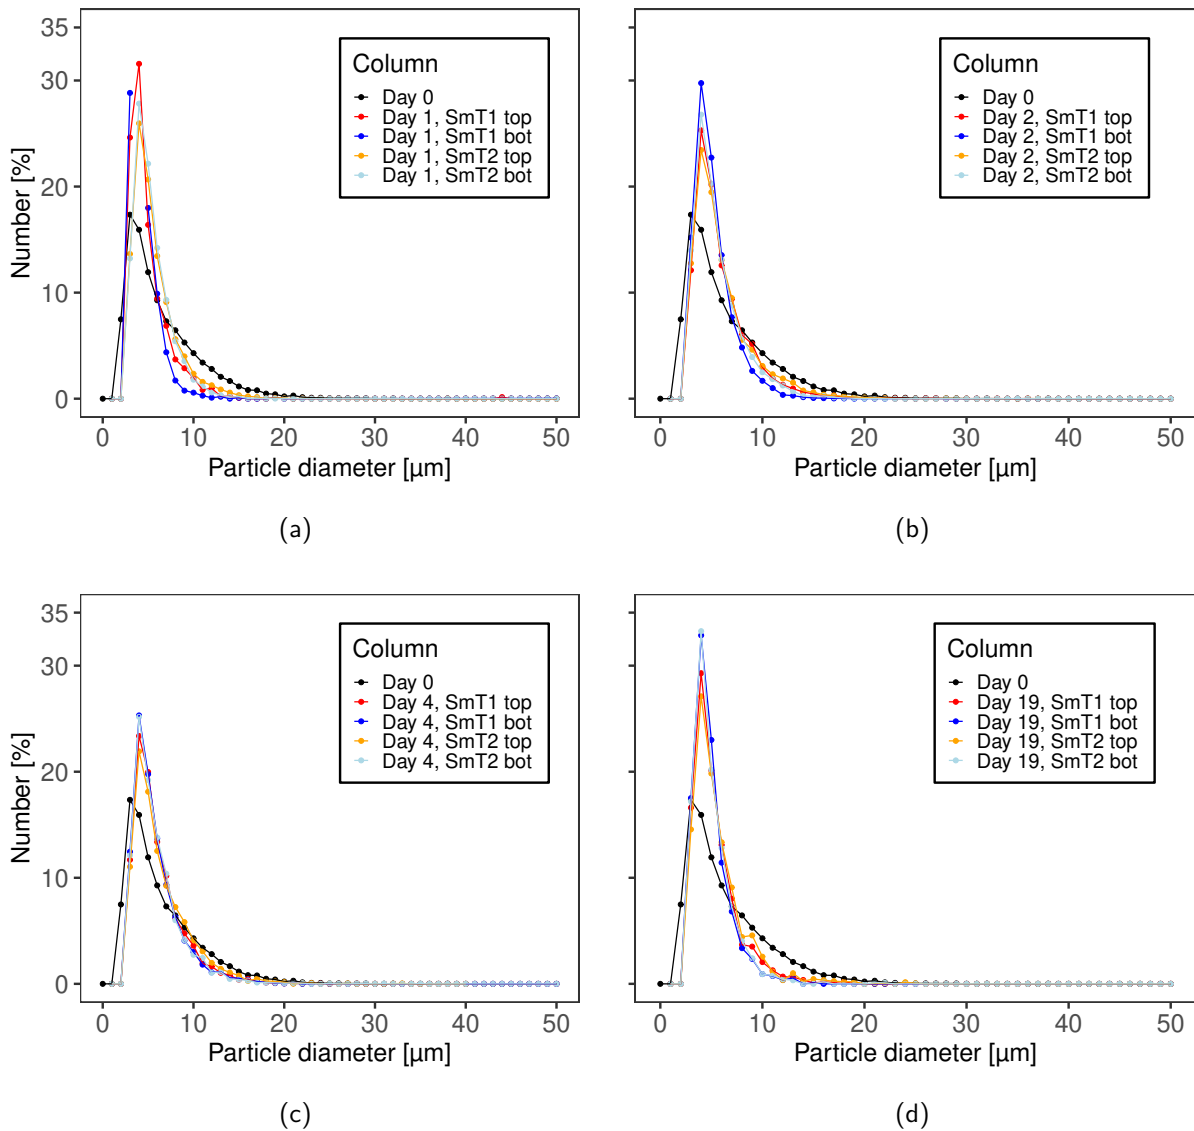 35
30
20
10
0
Number [%]
Column
Day 0
Day 1, SmT1 top
Day 1, SmT1 bot
Day 1, SmT2 top
Day 1, SmT2 bot
0 10 20 30 40 50
Particle diameter [µm]
(a)
Column
Day 0
Day 2, SmT1 top
Day 2, SmT1 bot
Day 2, SmT2 top
Day 2, SmT2 bot
0 10 20 30 40 50
Particle diameter [µm]
(b)
35
30
20
10
0
Number [%]
Column
Day 0
Day 4, SmT1 top
Day 4, SmT1 bot
Day 4, SmT2 top
Day 4, SmT2 bot
0 10 20 30 40 50
Particle diameter [µm]
(c)
Column
Day 0
Day 19, SmT1 top
Day 19, SmT1 bot
Day 19, SmT2 top
Day 19, SmT2 bot
0 10 20 30 40 50
Particle diameter [µm]
(d)